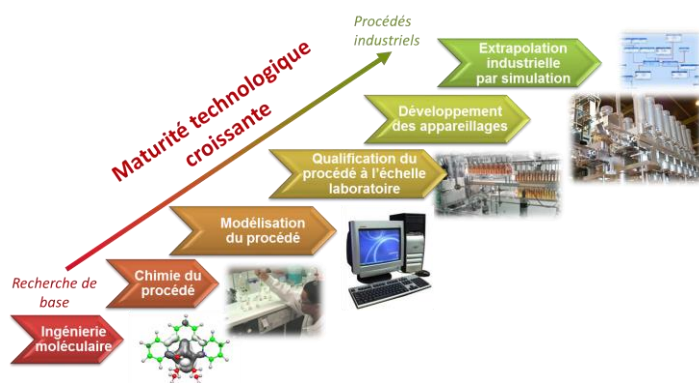 Procédés
industriels
Extrapolation
industrielle
par simulation
Maturité technologique
croissante
Développement
des appareillages
Qualification du
procédé à l'échelle
laboratoire
Modélisation
du procédé
Recherche de
base
Chimie du
procédé
Ingénierie
moléculaire